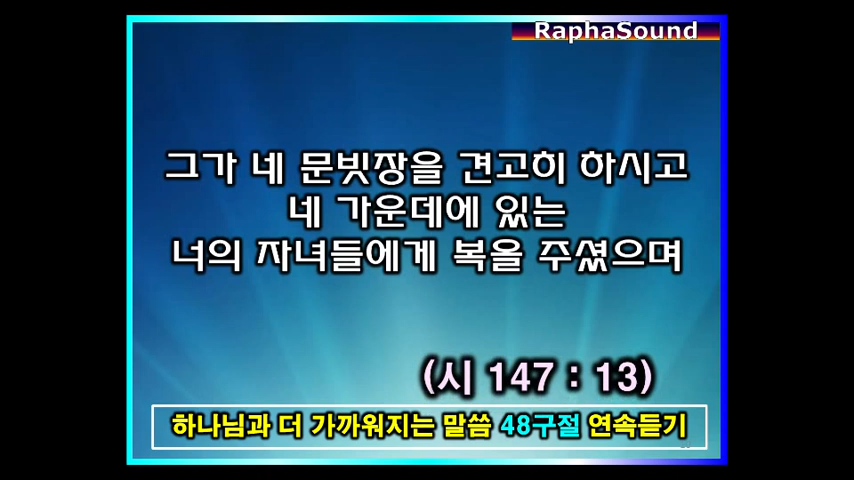 RaphaSound
그가 네 문빗장을 견고히 하시고
네 가운데에 있는
너의 자녀들에게 복을 주셨으며
(시 147 : 13)
하나님과 더 가까워지는 말씀 48구절 연속듣기